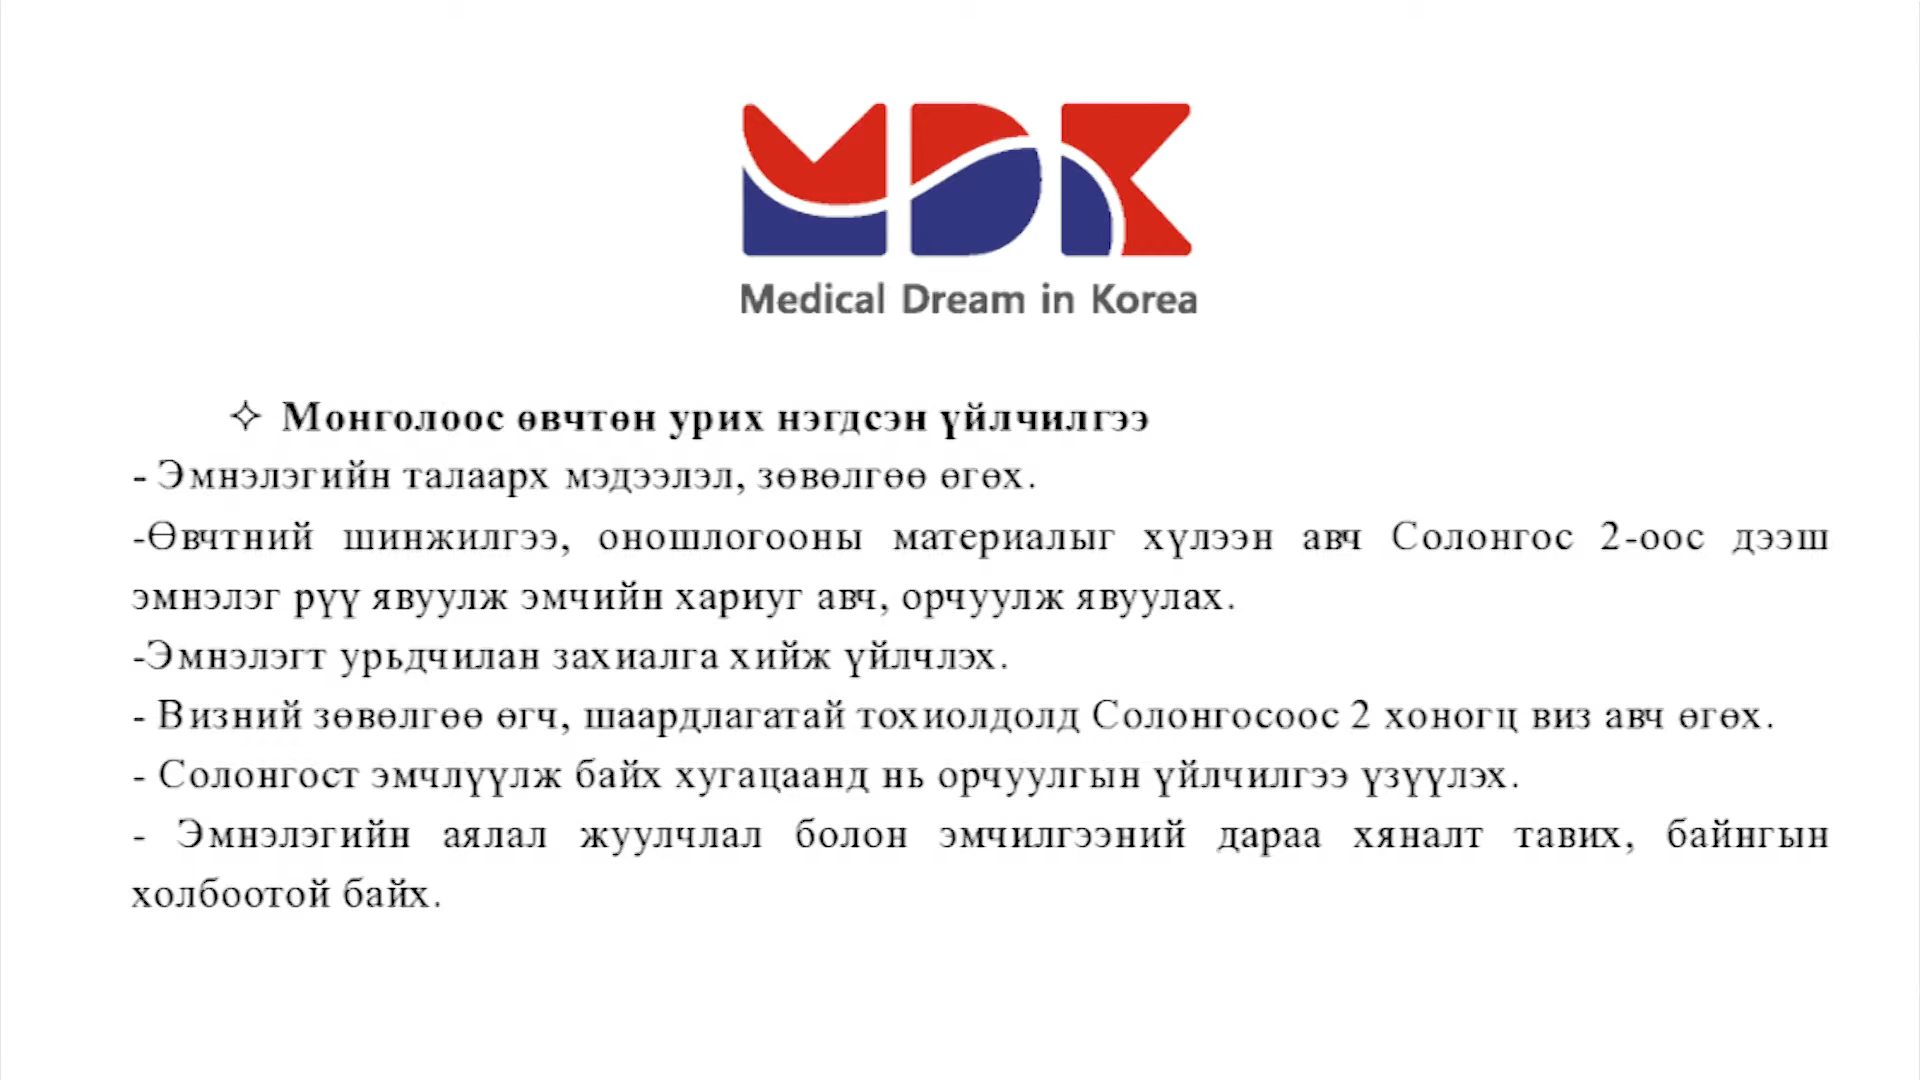 MDK
Medical Dream in Korea
✧ Монголоос өвчтөн урих нэгдсэн үйлчилгээ
- Эмнэлэгийн талаарх мэдээлэл, зөвөлгөө өгөх.
-Өвчтний шинжилгээ, оношлогооны материалыг хүлээн авч Солонгос 2-оос дээш
эмнэлэг рүү явуулж эмчийн хариуг авч, орчуулж явуулах.
-Эмнэлэгт урьдчилан захиалга хийж үйлчлэх.
- Визний зөвөлгөө өгч, шаардлагатай тохиолдолд Солонгосоос 2 хоногц виз авч өгөх.
- Солонгост эмчлүүлж байх хугацаанд нь орчуулгын үйлчилгээ үзүүлэх.
- Эмнэлэгийн аялал жуулчлал болон эмчилгээний дараа хяналт тавих, байнгын
холбоотой байх.